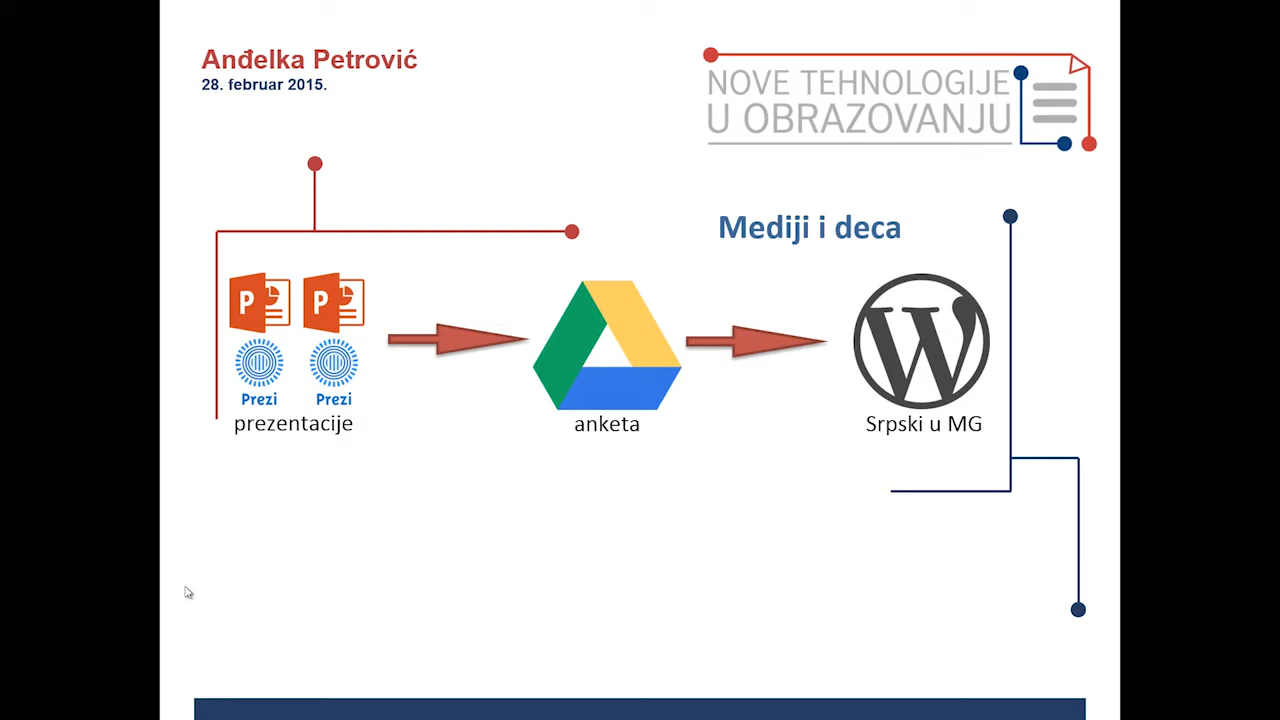 Anđelka Petrović
28. februar 2015.
NOVE TEHNOLOGIJE
U OBRAZOVANJU
Mediji i deca
P P
Prezi Prezi
prezentacije
anketa
W
Srpski u MG